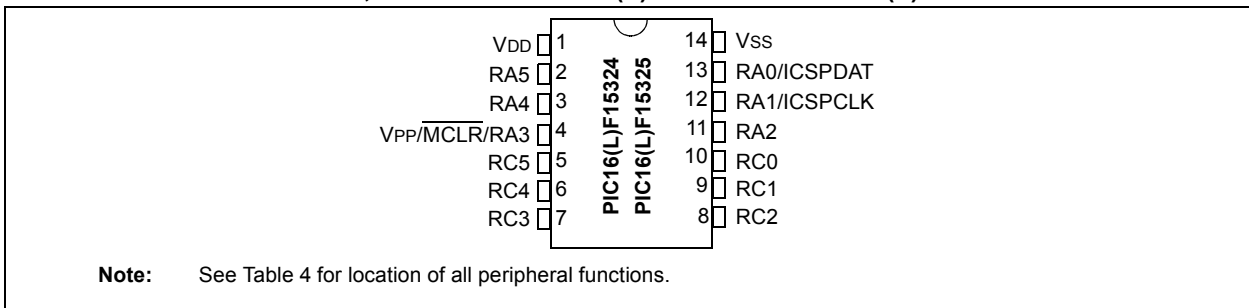 VDD 1 14 VSS
RA5 2 13 RA0/ICSPDAT
RA4 3 12 RA1/ICSPCLK
VPP/MCLR/RA3 4 11 RA2
RC5 5 10 RC0
RC4 6 9 RC1
RC3 7 8 RC2
PIC16(L)F15324
PIC16(L)F15325
Note: See Table 4 for location of all peripheral functions.